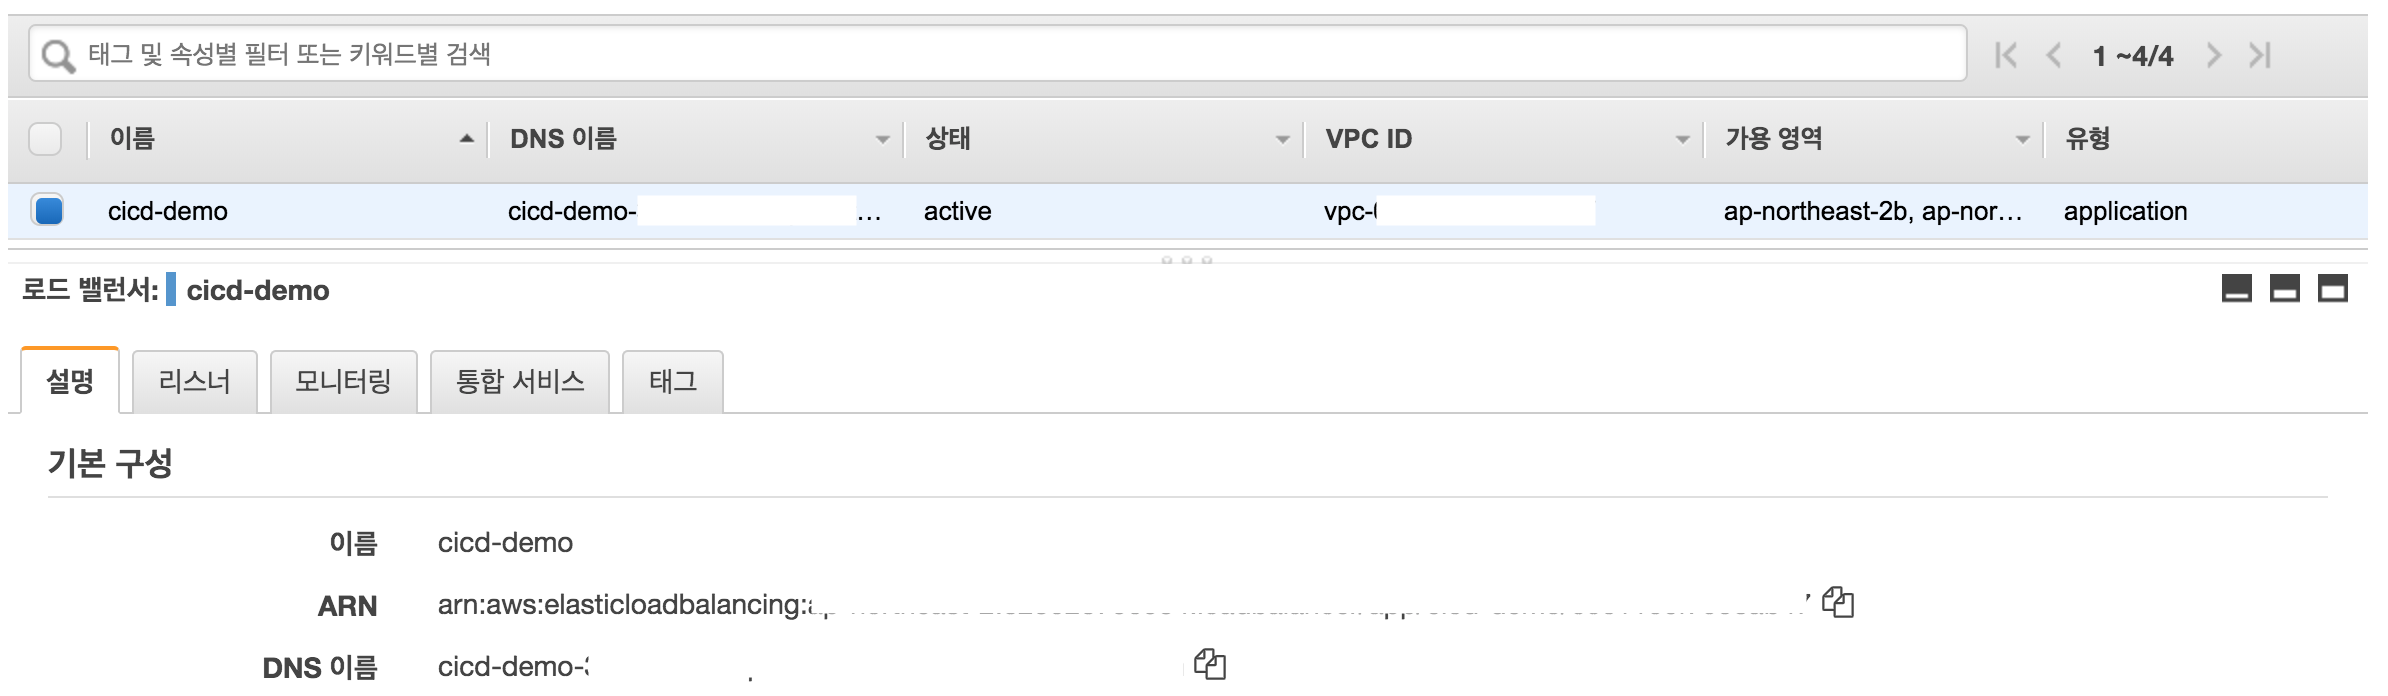 태그 및 속성별 필터 또는 키워드별 검색 1 ~4/4
이름 DNS 이름 상태 VPC ID 가용 영역 유형
cicd-demo cicd-demo- ... active vpc- ap-northeast-2b, ap-nor... application
로드 밸런서: cicd-demo
설명 리스너 모니터링 통합 서비스 태그
기본 구성
이름 cicd-demo
ARN arn:aws:elasticloadbalancing:
DNS 이름 cicd-demo-